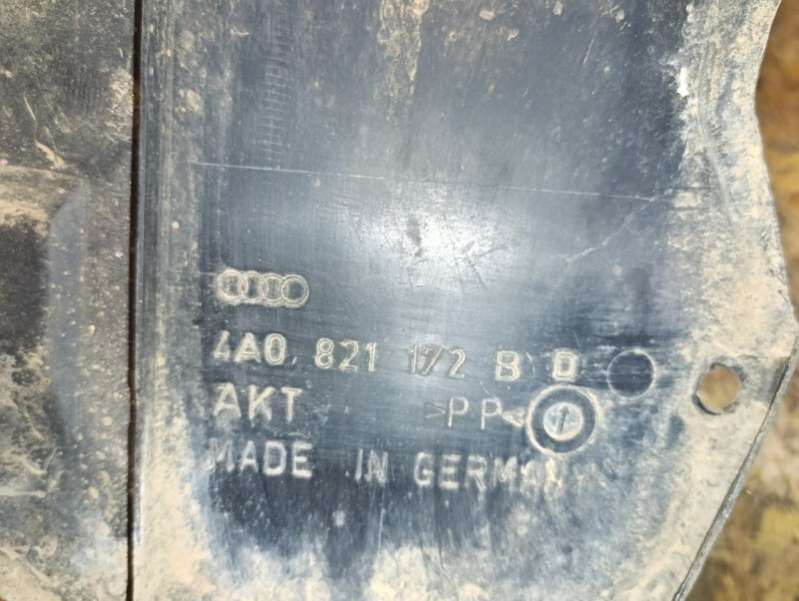 4A0 821 172 B D
AKT >PP<
MADE IN GERMANY